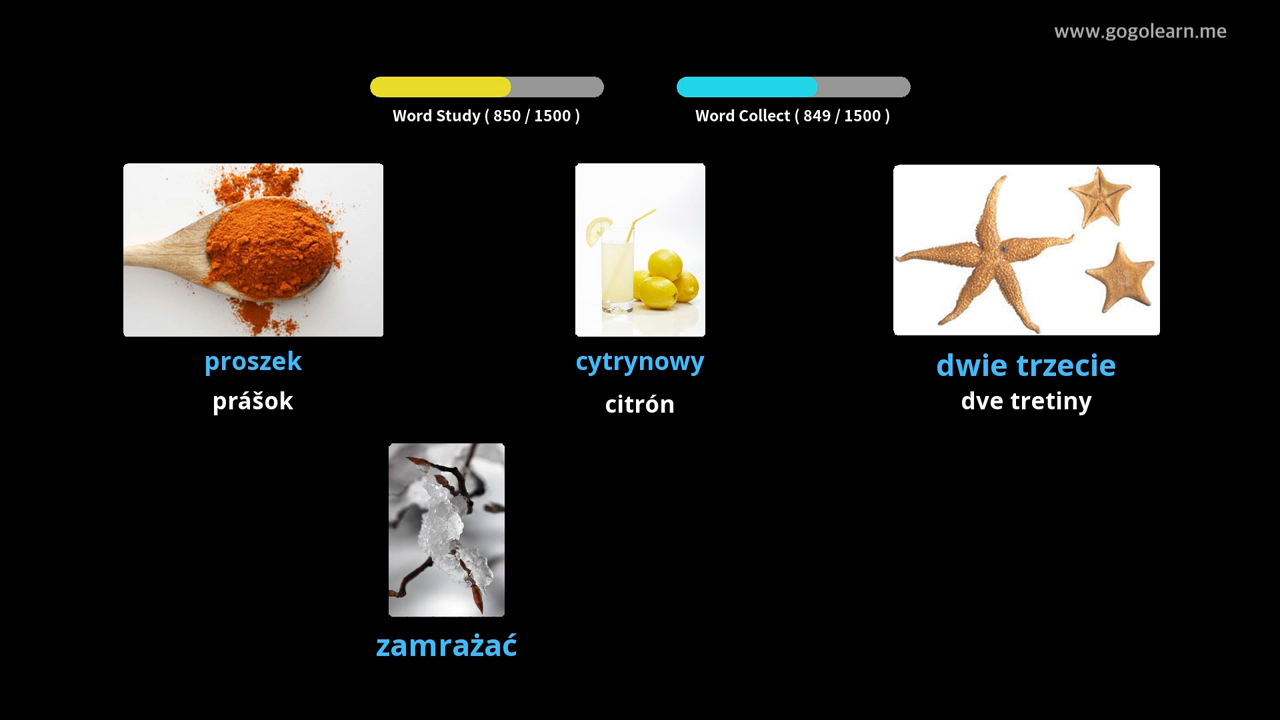 www.gogolearn.me
Word Study ( 850 / 1500 )
Word Collect ( 849 / 1500 )
proszek
prášok
cytrynowy
citrón
dwie trzecie
dve tretiny
zamrażać